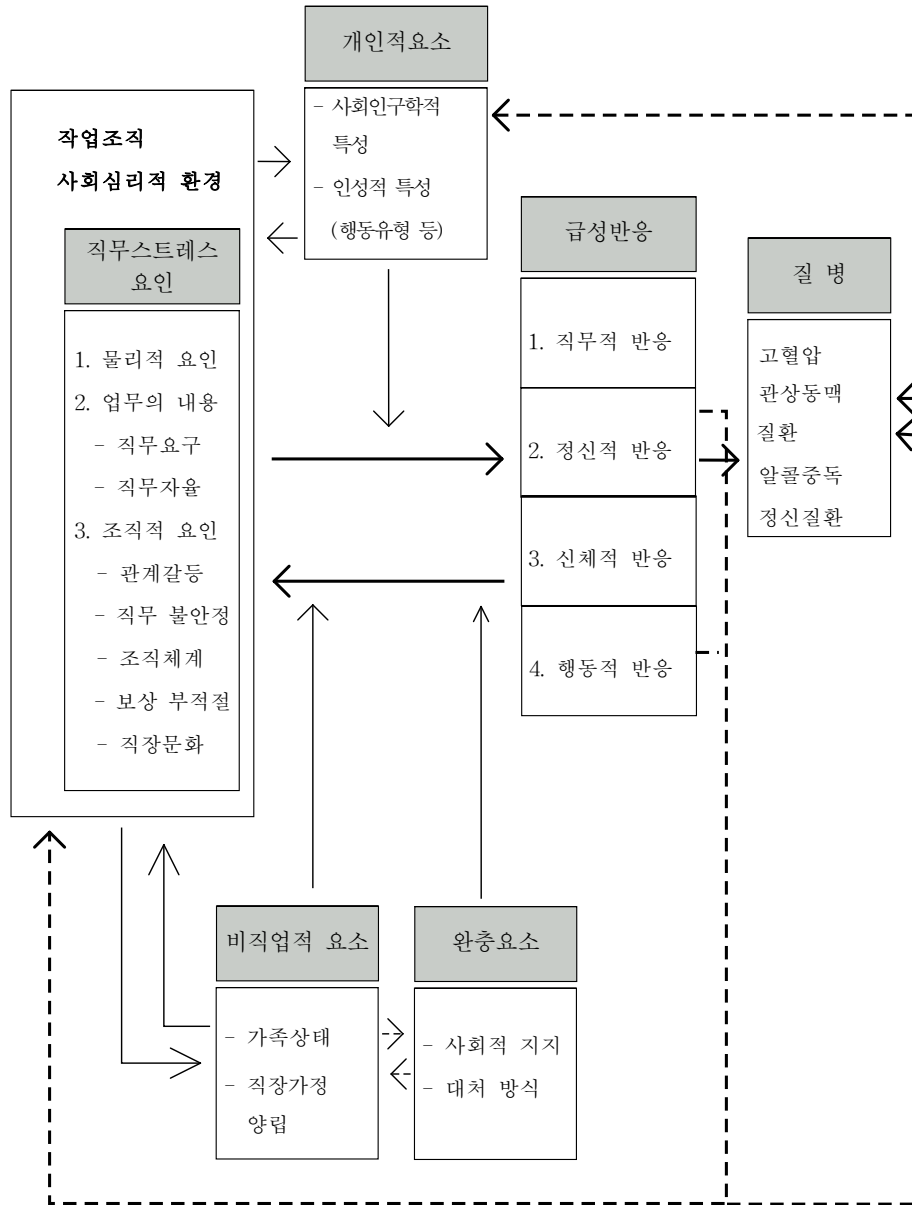 개인적요소
- 사회인구학적
특성
- 인성적 특성
(행동유형 등)
작업조직
사회심리적 환경
직무스트레스
요인
1. 물리적 요인
2. 업무의 내용
- 직무요구
- 직무자율
3. 조직적 요인
- 관계갈등
- 직무 불안정
- 조직체계
- 보상 부적절
- 직장문화
급성반응
1. 직무적 반응
2. 정신적 반응
3. 신체적 반응
4. 행동적 반응
질 병
고혈압
관상동맥
질환
알콜중독
정신질환
비직업적 요소
- 가족상태
- 직장가정
양립
완충요소
- 사회적 지지
- 대처 방식